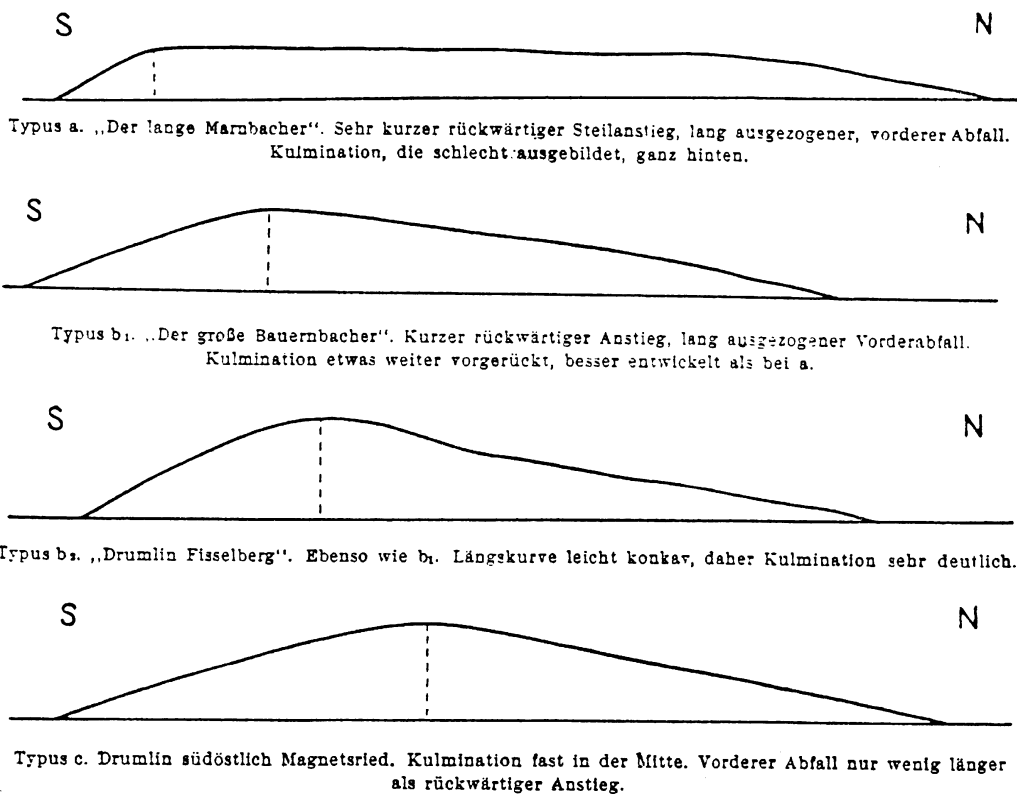 S N
Typus a. „Der lange Marnbacher“. Sehr kurzer rückwärtiger Steilanstieg, lang ausgezogener, vorderer Abfall.
Kulmination, die schlecht ausgebildet, ganz hinten.
S N
Typus b₁. „Der große Bauernbacher“. Kurzer rückwärtiger Anstieg, lang ausgezogener Vorderabfall.
Kulmination etwas weiter vorgerückt, besser entwickelt als bei a.
S N
Typus b₂. „Drumlin Fisselberg“. Ebenso wie b₁. Längskurve leicht konkav, daher Kulmination sehr deutlich.
S N
Typus c. Drumlin südöstlich Magnetsried. Kulmination fast in der Mitte. Vorderer Abfall nur wenig länger
als rückwärtiger Anstieg.